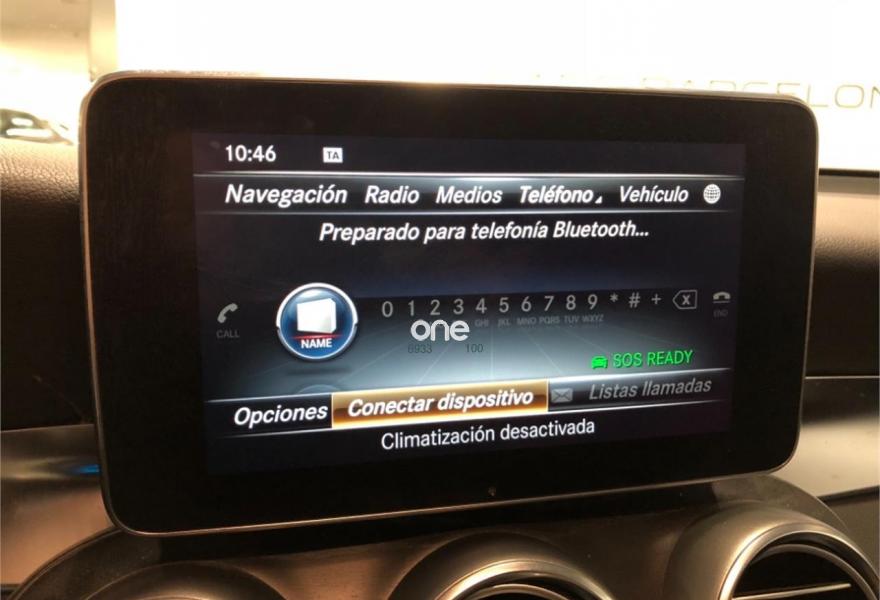 10:46 TA
Navegación Radio Medios Teléfono Vehículo
Preparado para telefonía Bluetooth...
0 1 2 3 4 5 6 7 8 9 * # + X
CALL GHI JKL MNO PQRS TUV WXYZ END
NAME
one
6933 100
SOS READY
Opciones Conectar dispositivo Listas llamadas
Climatización desactivada